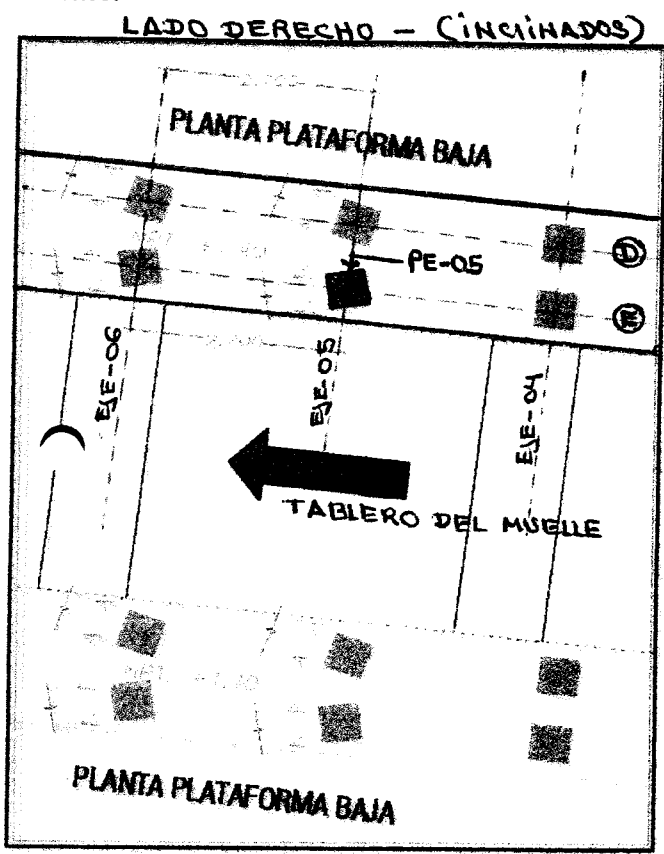 LADO DERECHO - (INCLINADOS)
PLANTA PLATAFORMA BAJA
D
PE-05
E
EJE-06
EJE-05
EJE-04
TABLERO DEL MUELLE
PLANTA PLATAFORMA BAJA